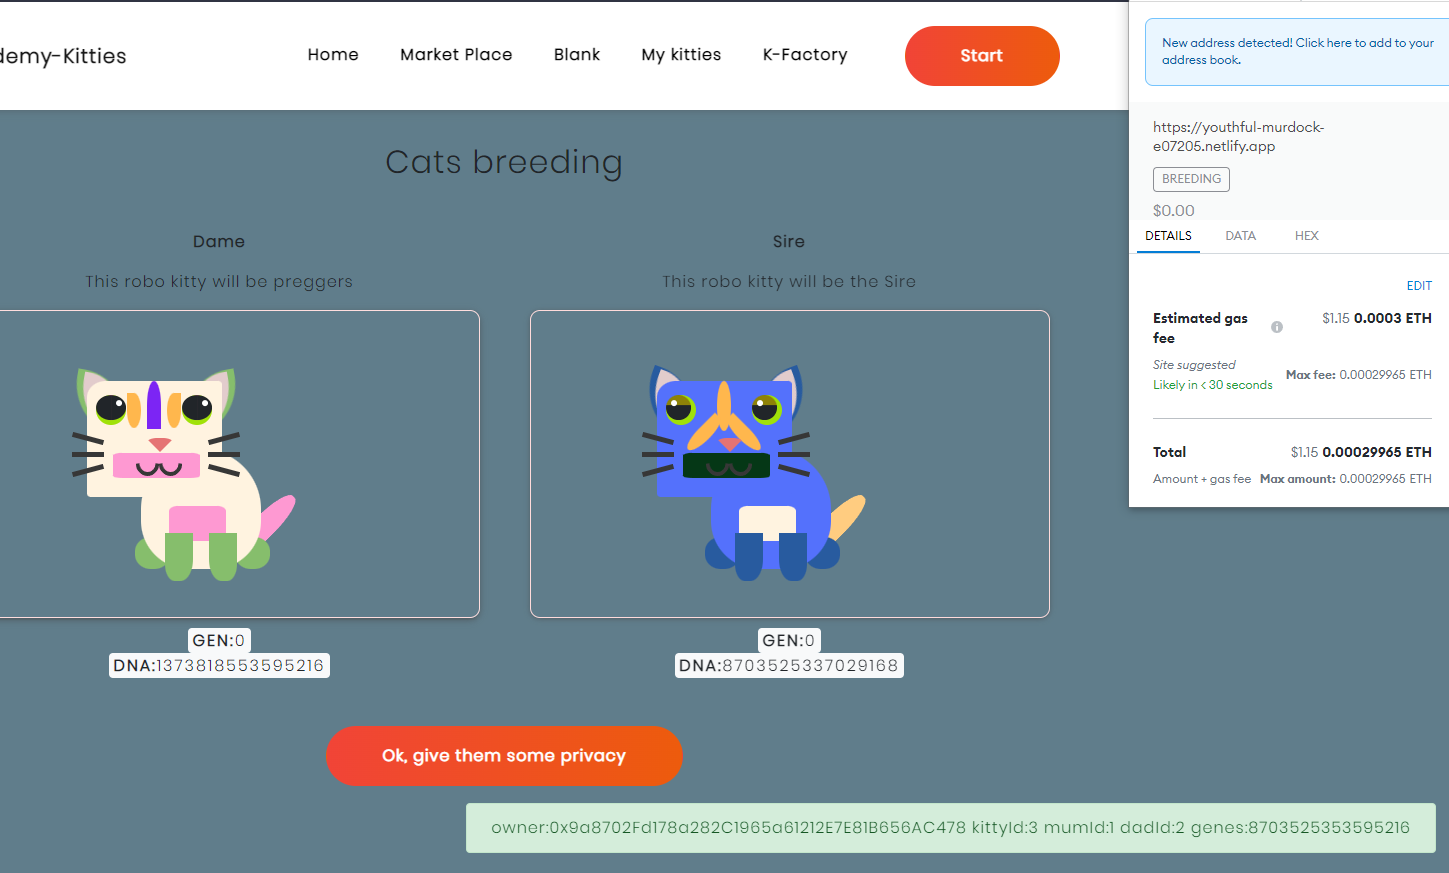 demy-Kitties
Home Market Place Blank My kitties K-Factory Start
Cats breeding
Dame
This robo kitty will be preggers
Sire
This robo kitty will be the Sire
GEN:0
DNA:1373818553595216
GEN:0
DNA:8703525337029168
Ok, give them some privacy
owner:0x9a8702Fd178a282C1965a61212E7E81B656AC478 kittyId:3 mumId:1 dadId:2 genes:8703525353595216
New address detected! Click here to add to your
address book.
https://youthful-murdock-
e07205.netlify.app
BREEDING
$0.00
DETAILS DATA HEX
EDIT
Estimated gas
fee
$1.15 0.0003 ETH
Site suggested
Likely in < 30 seconds
Max fee: 0.00029965 ETH
Total $1.15 0.00029965 ETH
Amount + gas fee Max amount: 0.00029965 ETH